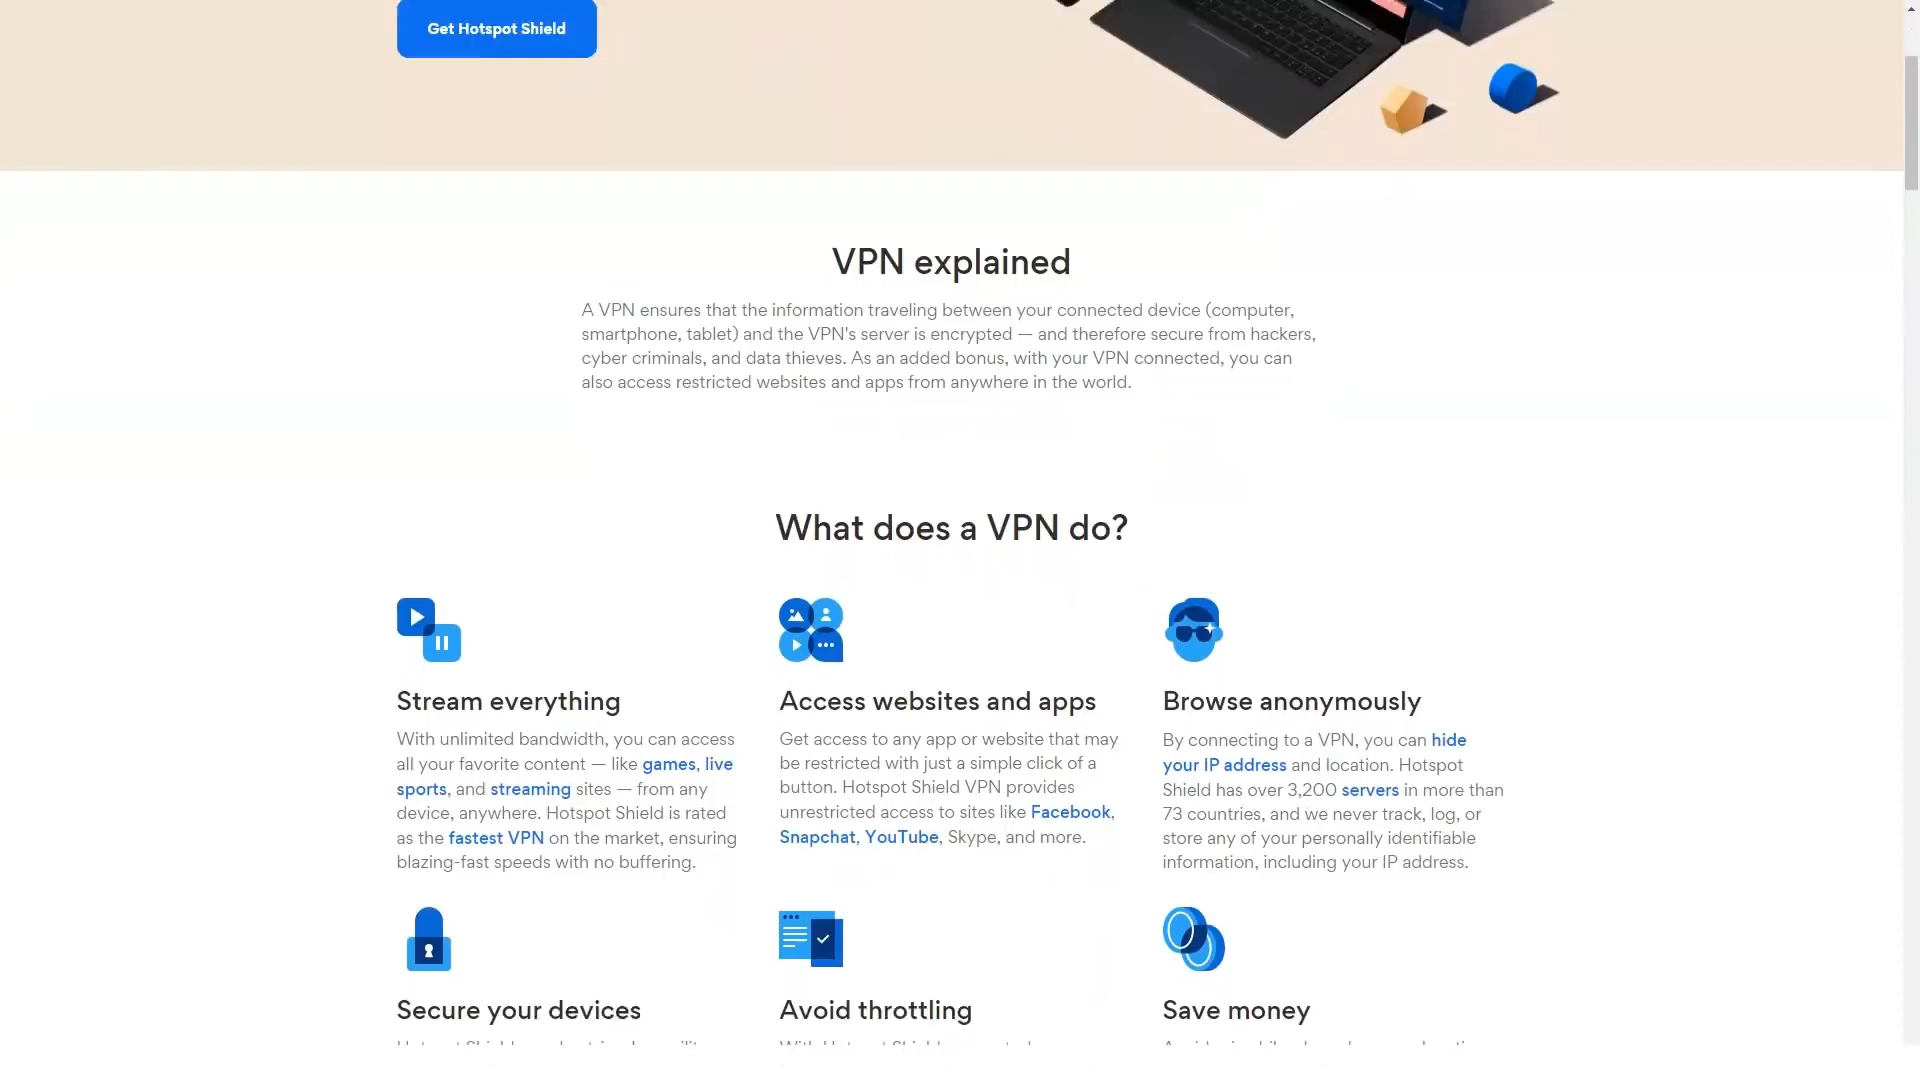 Get Hotspot Shield
VPN explained
A VPN ensures that the information traveling between your connected device (computer,
smartphone, tablet) and the VPN's server is encrypted — and therefore secure from hackers,
cyber criminals, and data thieves. As an added bonus, with your VPN connected, you can
also access restricted websites and apps from anywhere in the world.
What does a VPN do?
Stream everything
With unlimited bandwidth, you can access
all your favorite content — like games, live
sports, and streaming sites — from any
device, anywhere. Hotspot Shield is rated
as the fastest VPN on the market, ensuring
blazing-fast speeds with no buffering.
Access websites and apps
Get access to any app or website that may
be restricted with just a simple click of a
button. Hotspot Shield VPN provides
unrestricted access to sites like Facebook,
Snapchat, YouTube, Skype, and more.
Browse anonymously
By connecting to a VPN, you can hide
your IP address and location. Hotspot
Shield has over 3,200 servers in more than
73 countries, and we never track, log, or
store any of your personally identifiable
information, including your IP address.
Secure your devices
Avoid throttling
Save money